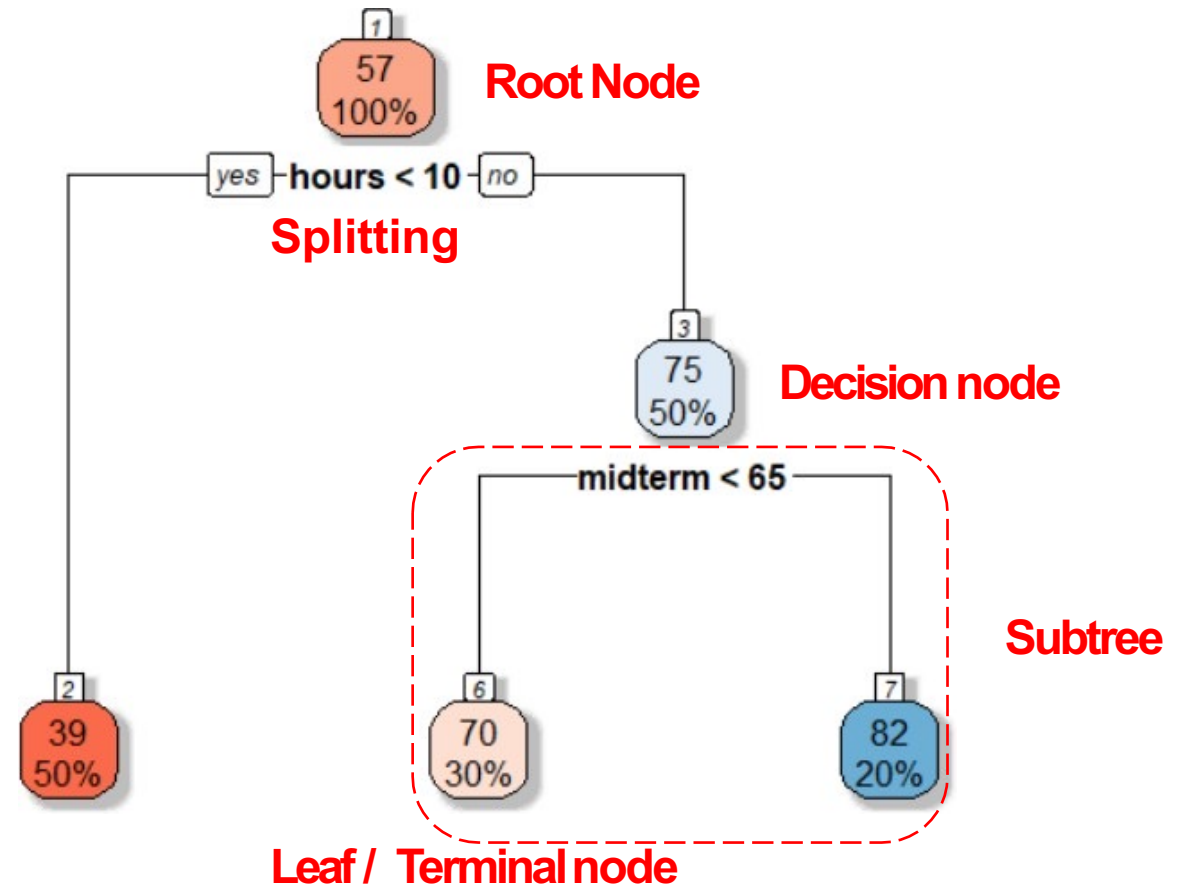 1
57
100%
Root Node
yes hours < 10 no
Splitting
3
75
50%
Decision node
midterm < 65
Subtree
2
39
50%
6
70
30%
7
82
20%
Leaf / Terminal node